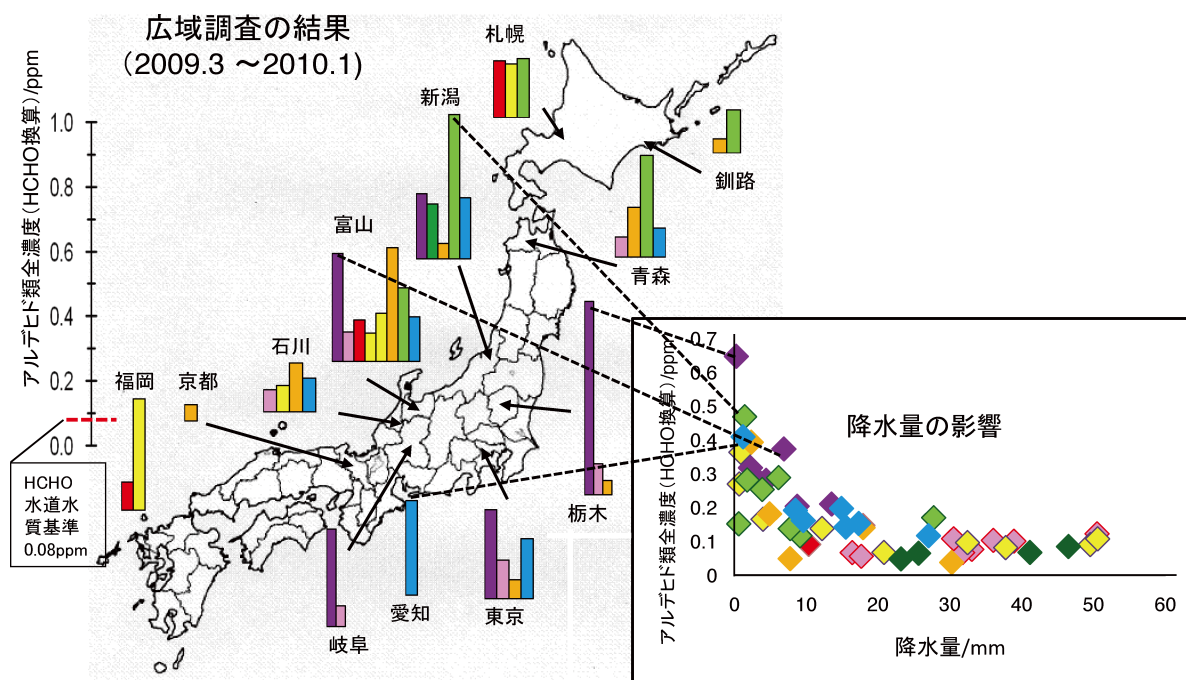 広域調査の結果
(2009.3 〜2010.1)
札幌
新潟
釧路
富山
青森
石川
福岡
京都
栃木
岐阜
愛知
東京
アルデヒド類全濃度(HCHO換算)/ppm
1.0
0.8
0.6
0.4
0.2
0.0
HCHO
水道水
質基準
0.08ppm
降水量の影響
アルデヒド類全濃度(HCHO換算)/ppm
0.7
0.6
0.5
0.4
0.3
0.2
0.1
0
0 10 20 30 40 50 60
降水量/mm